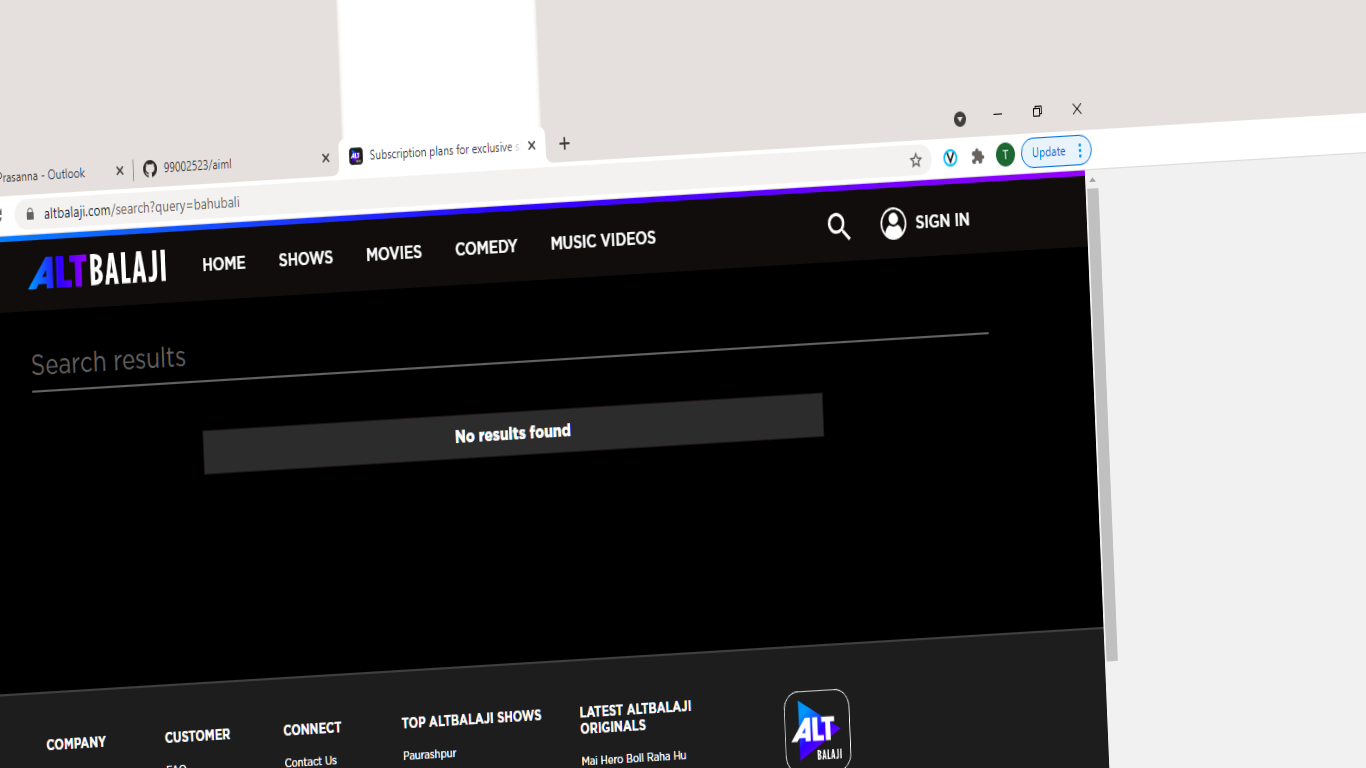 Prasanna - Outlook
99002523/aiml
Subscription plans for exclusive s
altbalaji.com/search?query=bahubali
T
Update
ALTBALAJI
HOME
SHOWS
MOVIES
COMEDY
MUSIC VIDEOS
SIGN IN
Search results
No results found
COMPANY
CUSTOMER
FAQ
CONNECT
Contact Us
TOP ALTBALAJI SHOWS
Paurashpur
LATEST ALTBALAJI
ORIGINALS
Mai Hero Boll Raha Hu
ALT
BALAJI